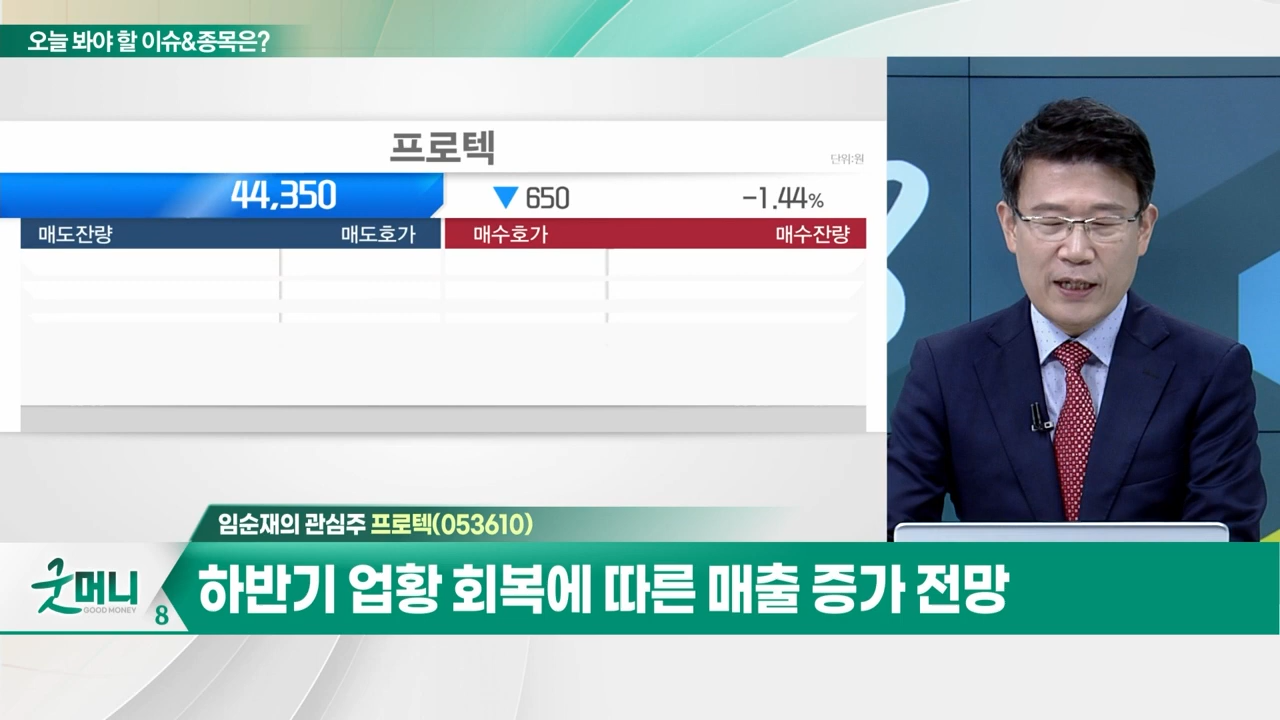 오늘 봐야 할 이슈&종목은?
프로텍
단위:원
44,350 ▼ 650 -1.44%
매도잔량 매도호가 매수호가 매수잔량
임순재의 관심주 프로텍(053610)
하반기 업황 회복에 따른 매출 증가 전망
굿머니
GOOD MONEY
8